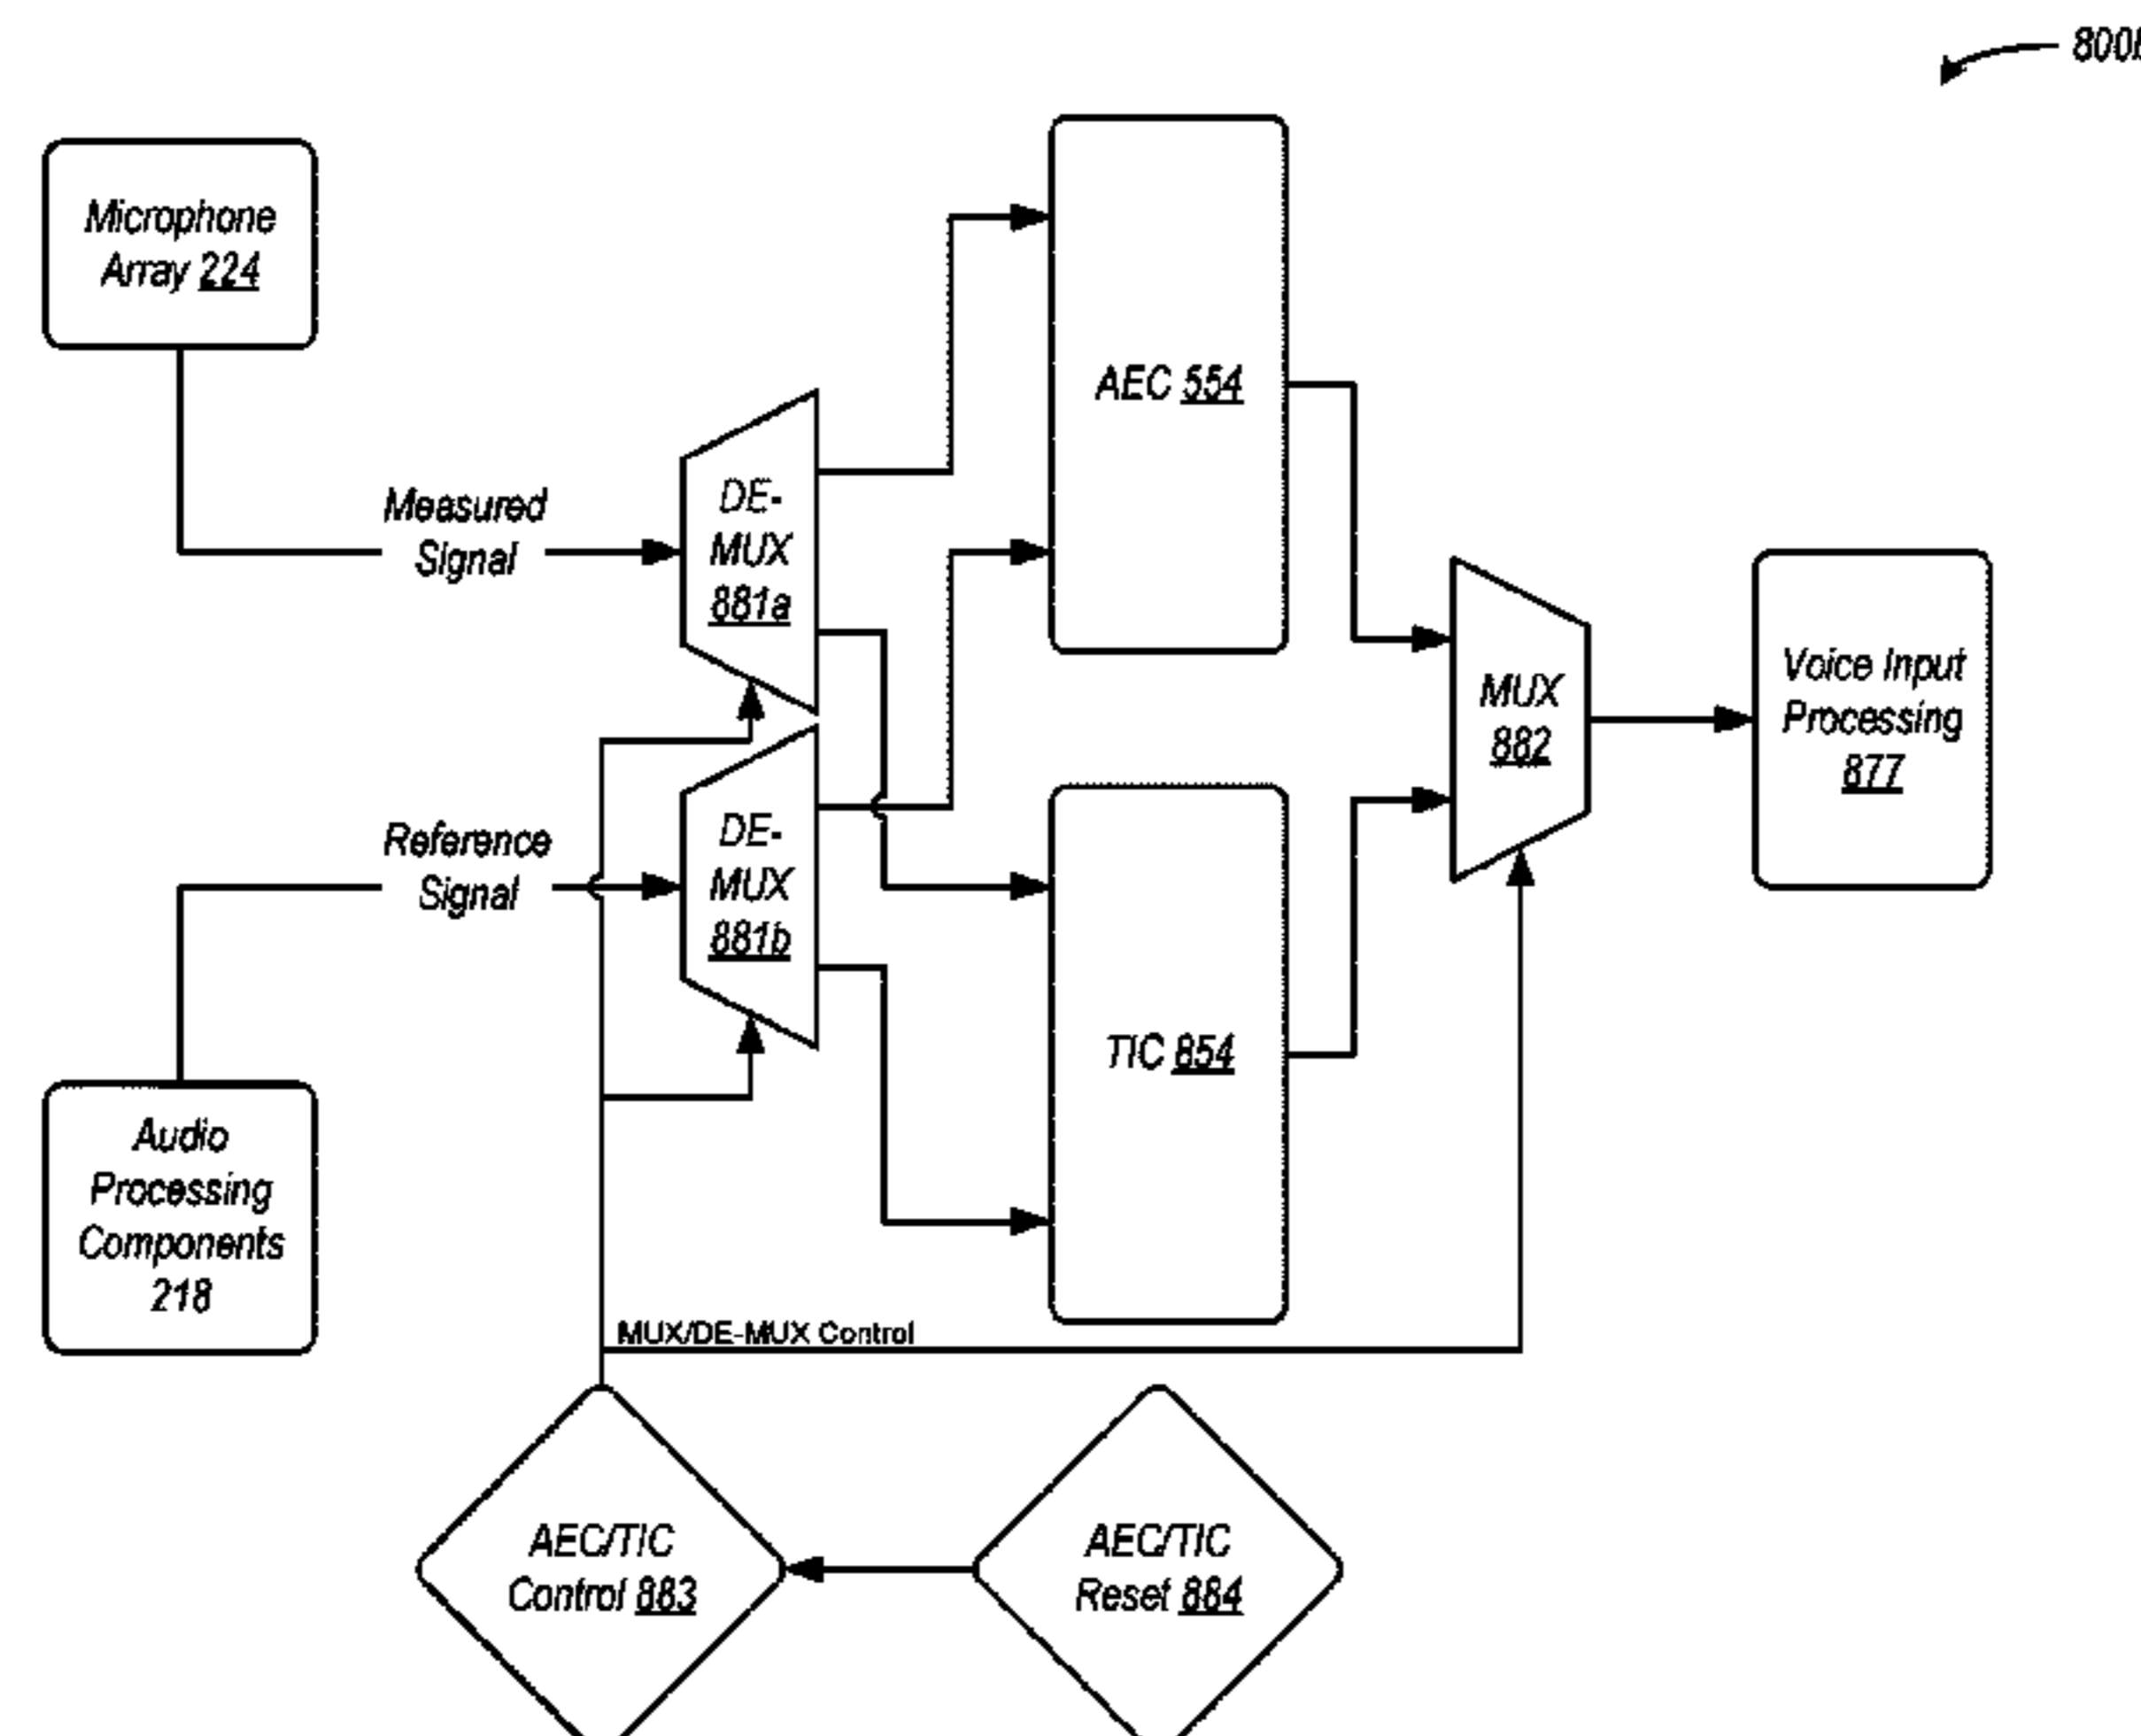 800
Microphone
Array 224
AEC 554
Measured
Signal
DE-
MUX
881a
MUX
882
Voice Input
Processing
877
Reference
Signal
DE-
MUX
881b
TIC 854
Audio
Processing
Components
218
MUX/DE-MUX Control
AEC/TIC
Control 883
AEC/TIC
Reset 884